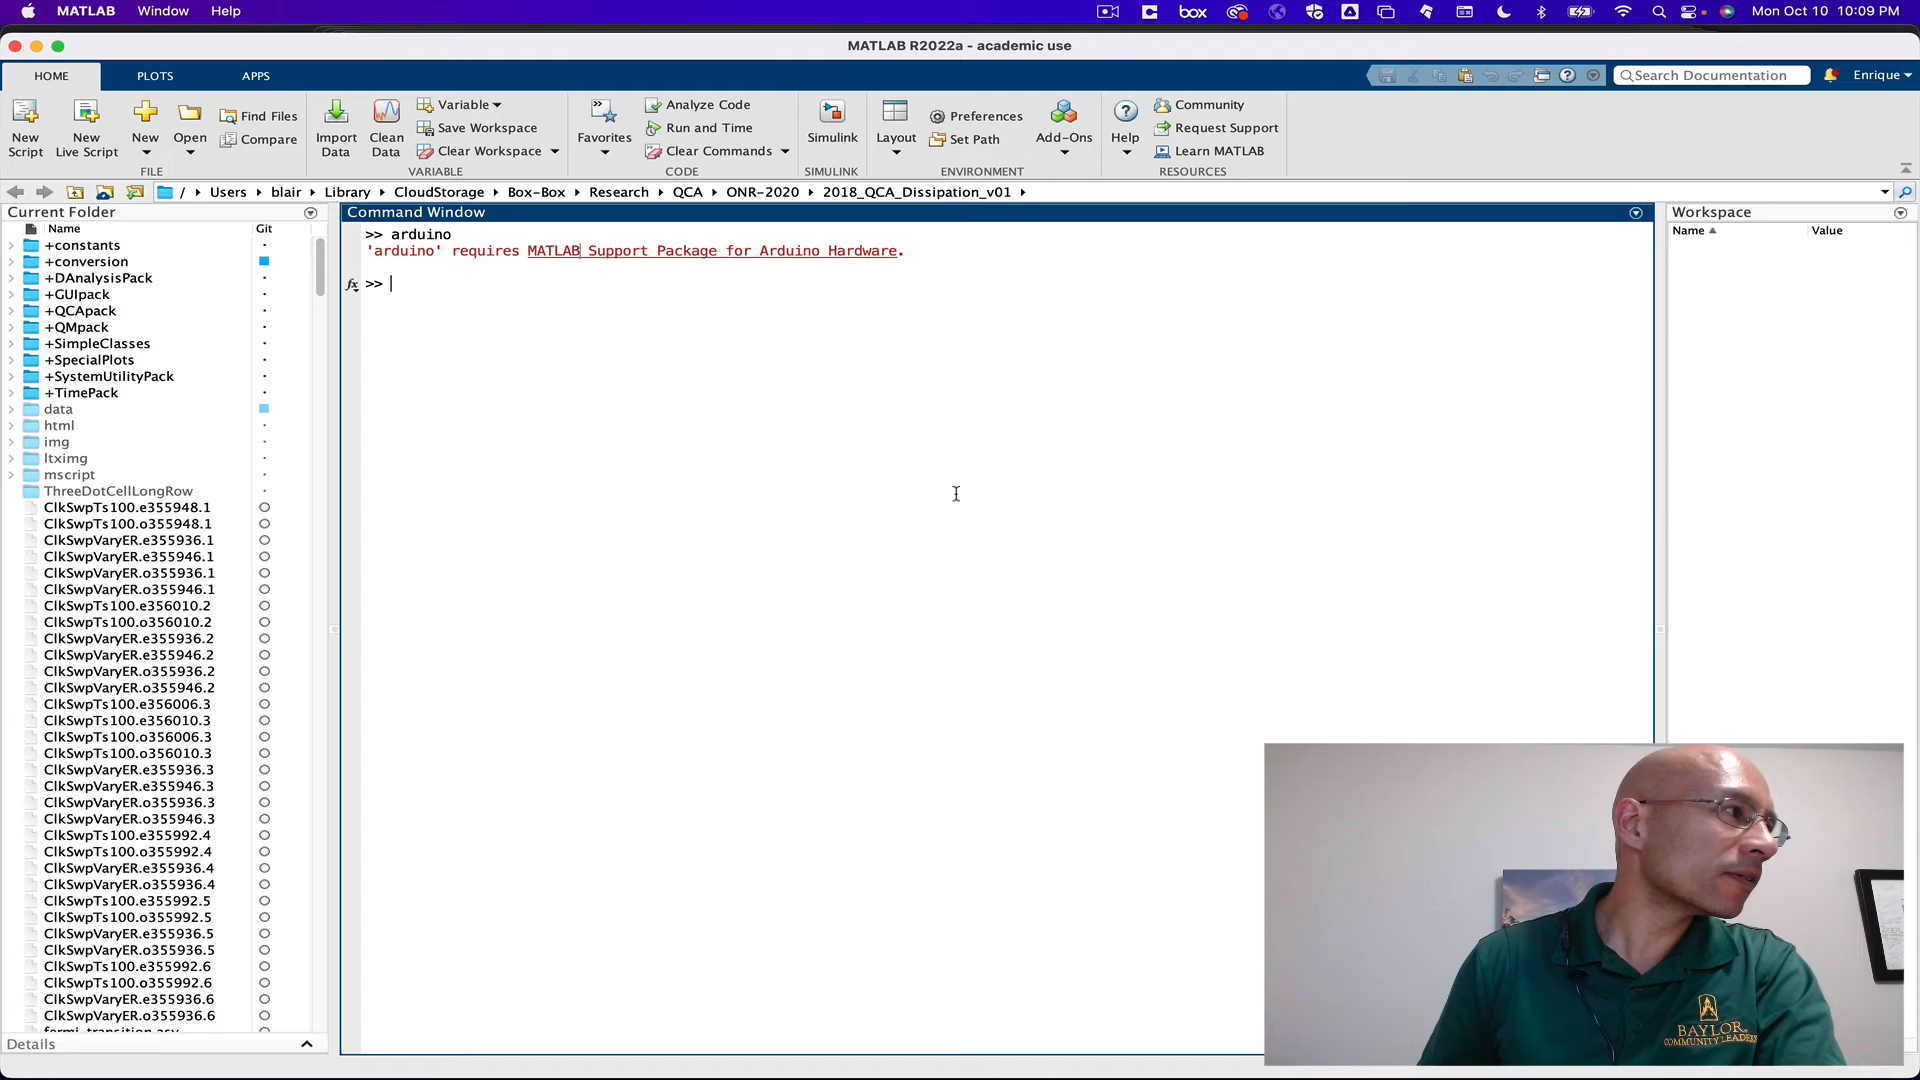 MATLAB Window Help
box
Mon Oct 10 10:09 PM
MATLAB R2022a - academic use
HOME PLOTS APPS
Search Documentation
Enrique
New Script
New Live Script
New
Open
Find Files
Compare
FILE
Import Data
Clean Data
Variable
Save Workspace
Clear Workspace
VARIABLE
Favorites
Analyze Code
Run and Time
Clear Commands
CODE
Simulink
SIMULINK
Layout
Preferences
Set Path
Add-Ons
ENVIRONMENT
Help
Community
Request Support
Learn MATLAB
RESOURCES
/ Users blair Library CloudStorage Box-Box Research QCA ONR-2020 2018_QCA_Dissipation_v01
Current Folder
Name Git
+constants
+conversion
+DAnalysisPack
+GUIpack
+QCApack
+QMpack
+SimpleClasses
+SpecialPlots
+SystemUtilityPack
+TimePack
data
html
img
ltximg
mscript
ThreeDotCellLongRow
ClkSwpTs100.e355948.1
ClkSwpTs100.o355948.1
ClkSwpVaryER.e355936.1
ClkSwpVaryER.e355946.1
ClkSwpVaryER.o355936.1
ClkSwpVaryER.o355946.1
ClkSwpTs100.e356010.2
ClkSwpTs100.o356010.2
ClkSwpVaryER.e355936.2
ClkSwpVaryER.e355946.2
ClkSwpVaryER.o355936.2
ClkSwpVaryER.o355946.2
ClkSwpTs100.e356006.3
ClkSwpTs100.e356010.3
ClkSwpTs100.o356006.3
ClkSwpTs100.o356010.3
ClkSwpVaryER.e355936.3
ClkSwpVaryER.e355946.3
ClkSwpVaryER.o355936.3
ClkSwpVaryER.o355946.3
ClkSwpTs100.e355992.4
ClkSwpTs100.o355992.4
ClkSwpVaryER.e355936.4
ClkSwpVaryER.o355936.4
ClkSwpTs100.e355992.5
ClkSwpTs100.o355992.5
ClkSwpVaryER.e355936.5
ClkSwpVaryER.o355936.5
ClkSwpTs100.e355992.6
ClkSwpTs100.o355992.6
ClkSwpVaryER.e355936.6
ClkSwpVaryER.o355936.6
Details
Command Window
>> arduino
'arduino' requires MATLAB Support Package for Arduino Hardware.
fx >>
Workspace
Name Value
BAYLOR
COMMUNITY LEADERS